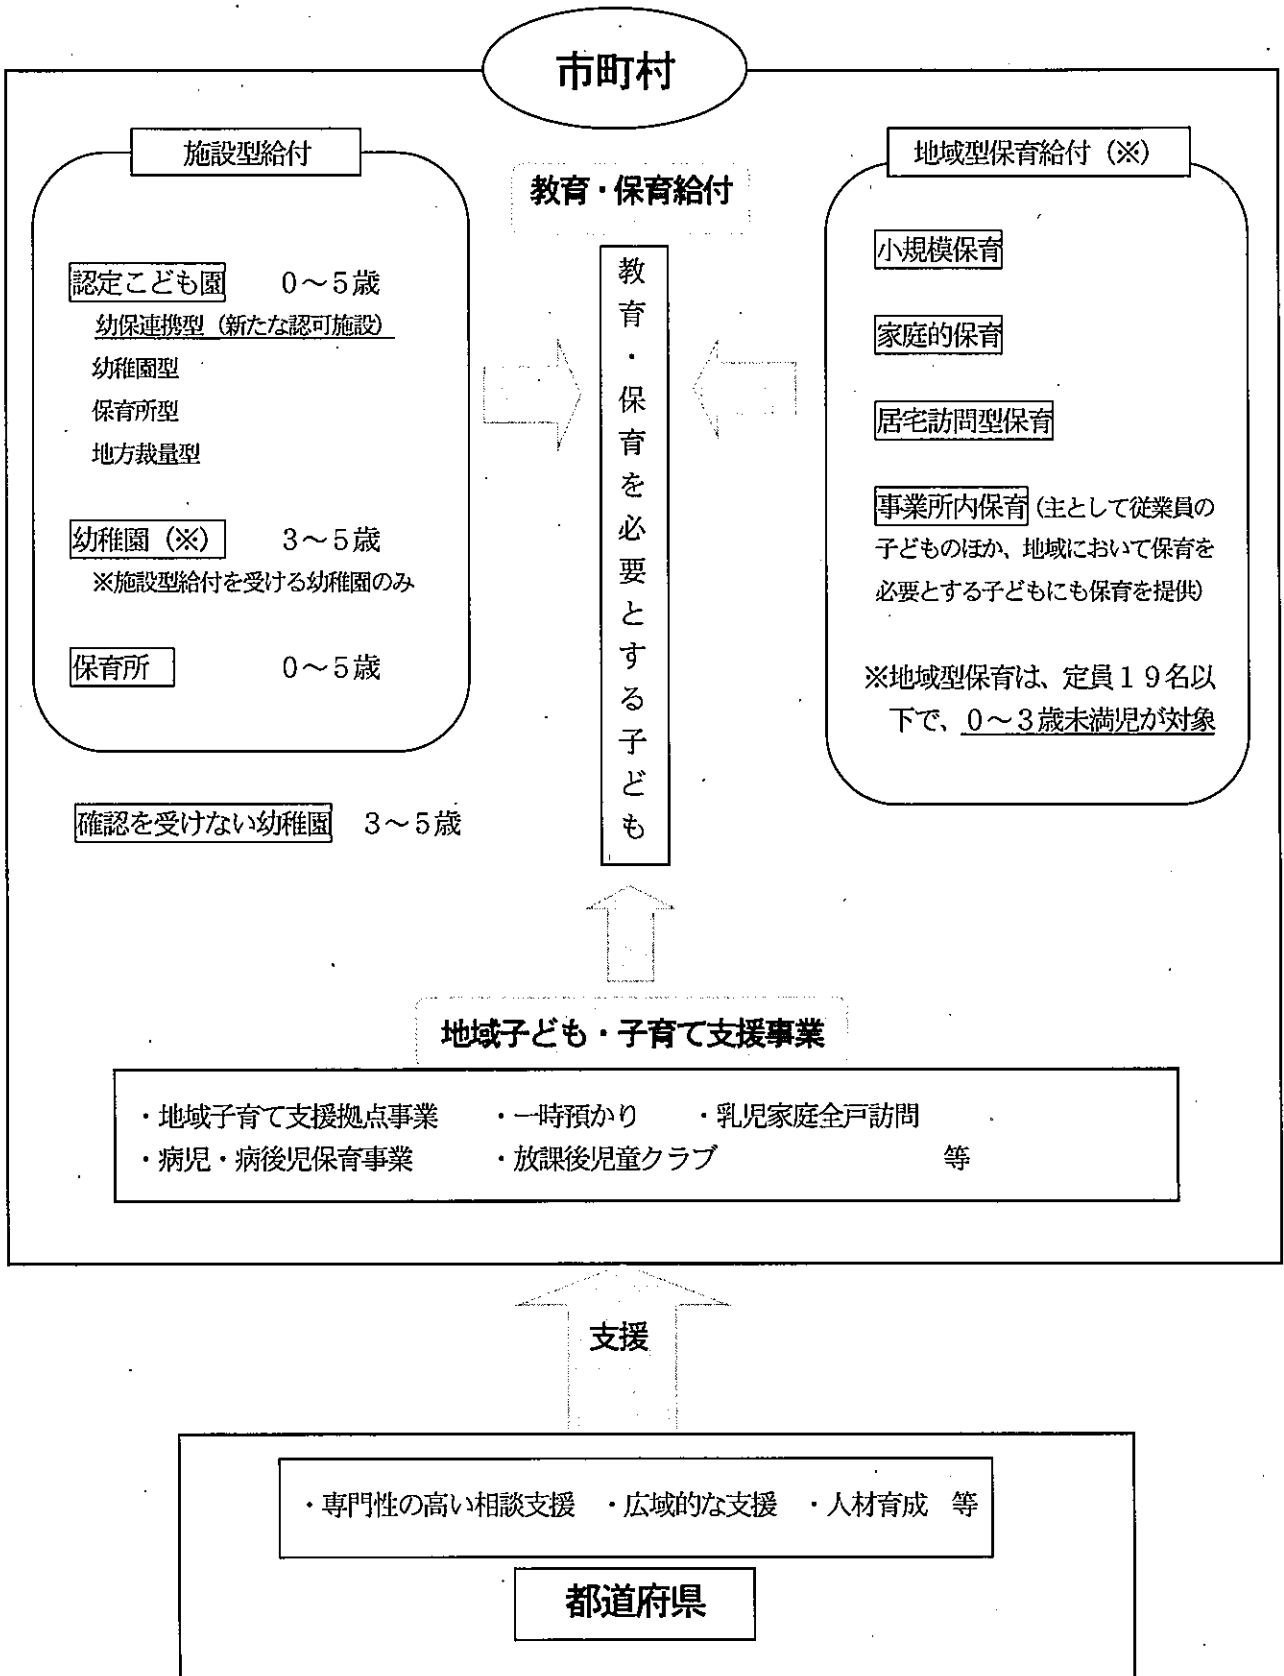 市町村
施設型給付
認定こども園 0～5歳
幼保連携型（新たな認可施設）
幼稚園型
保育所型
地方裁量型
幼稚園（※） 3～5歳
※施設型給付を受ける幼稚園のみ
保育所 0～5歳
確認を受けない幼稚園 3～5歳
教育・保育給付
教育・保育を必要とする子ども
地域型保育給付（※）
小規模保育
家庭的保育
居宅訪問型保育
事業所内保育（主として従業員の
子どものほか、地域において保育を
必要とする子どもにも保育を提供）
※地域型保育は、定員19名以
下で、0～3歳未満児が対象
地域子ども・子育て支援事業
・地域子育て支援拠点事業 ・一時預かり ・乳児家庭全戸訪問
・病児・病後児保育事業 ・放課後児童クラブ 等
支援
・専門性の高い相談支援 ・広域的な支援 ・人材育成 等
都道府県